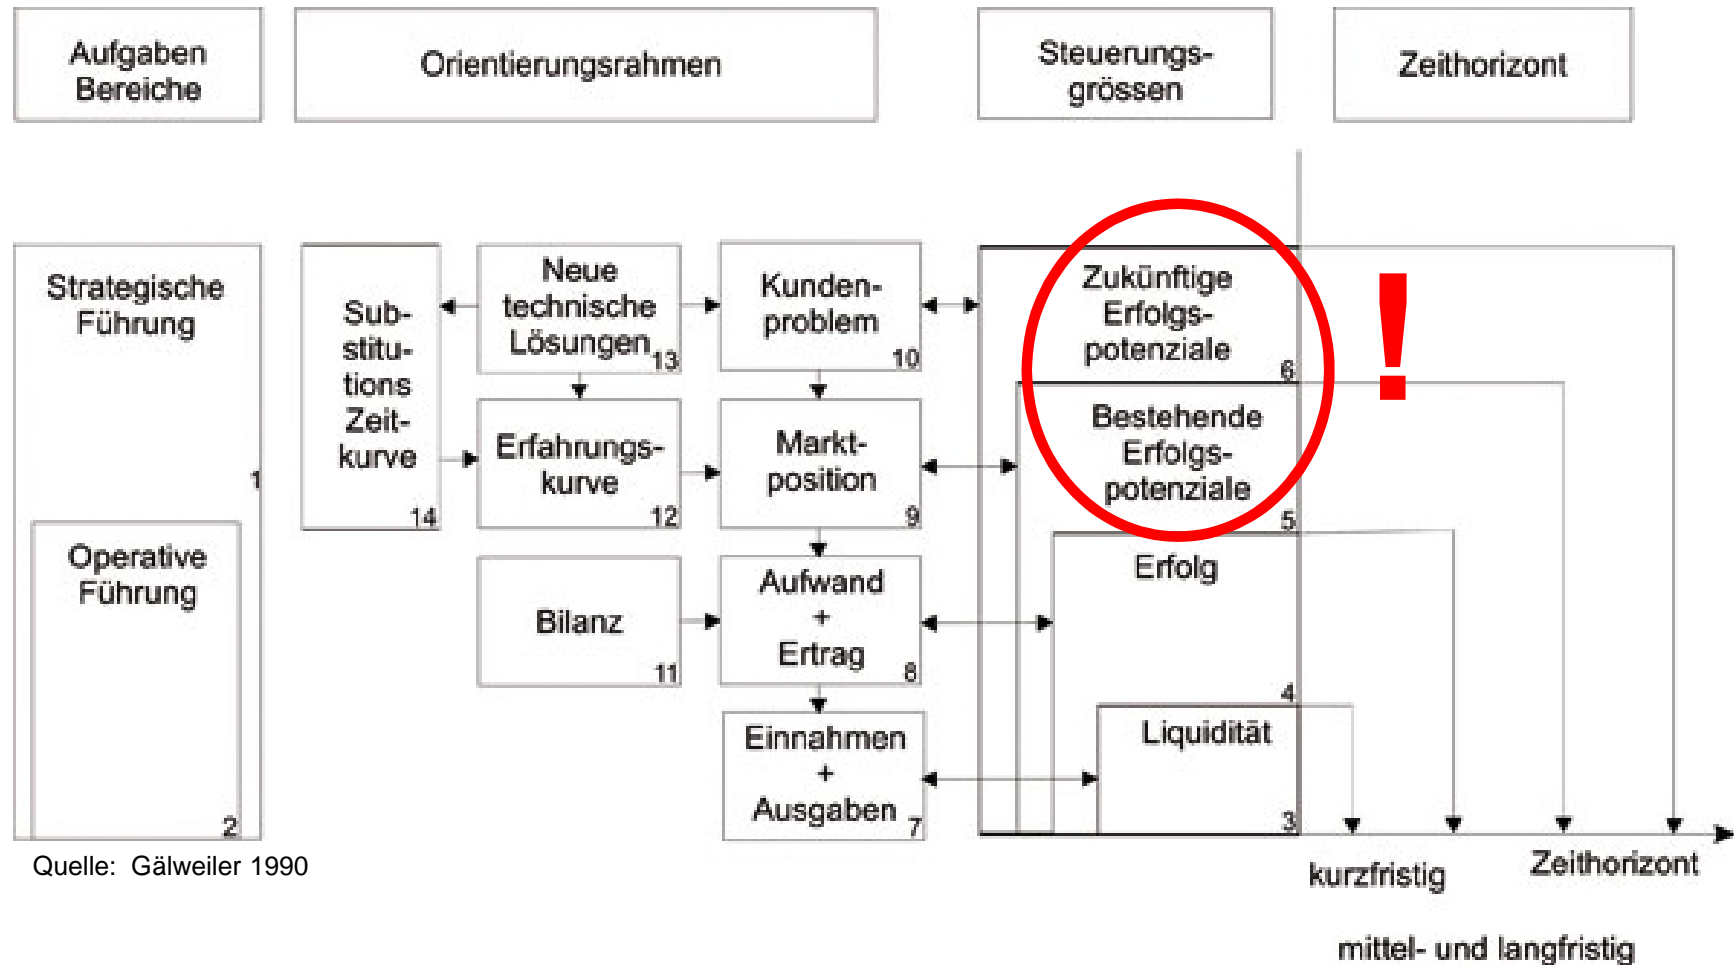 Aufgaben
Bereiche
Orientierungsrahmen
Steuerungs-
grössen
Zeithorizont
Strategische
Führung
1
Operative
Führung
2
Sub-
stitu-
tions
Zeit-
kurve
14
Neue
technische
Lösungen
13
Kunden-
problem
10
Zukünftige
Erfolgs-
potenziale
6
!
Erfahrungs-
kurve
12
Markt-
position
9
Bestehende
Erfolgs-
potenziale
5
Bilanz
11
Aufwand
+
Ertrag
8
Erfolg
4
Einnahmen
+
Ausgaben
7
Liquidität
3
kurzfristig
Zeithorizont
mittel- und langfristig
Quelle: Gälweiler 1990